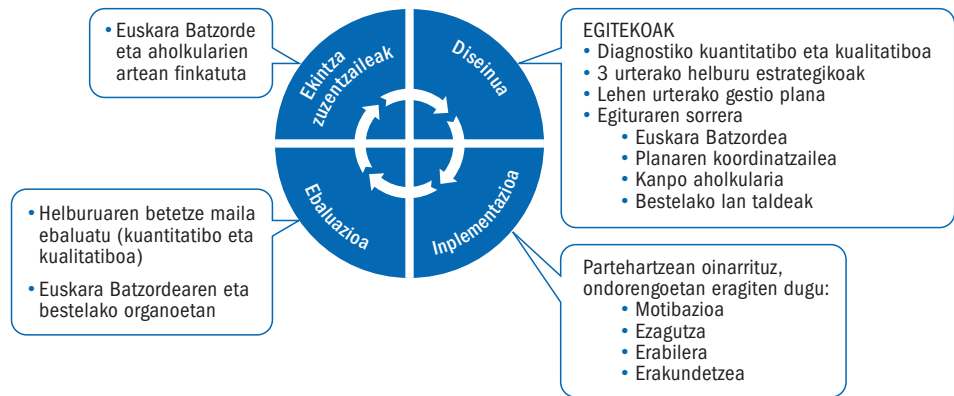 • Euskara Batzorde
eta aholkularien
artean finkatuta
Ekintza
zuzentzaileak
Diseinua
EGITEKOAK
• Diagnostiko kuantitatibo eta kualitatiboa
• 3 urterako helburu estrategikoak
• Lehen urterako gestio plana
• Egituraren sorrera
• Euskara Batzordea
• Planaren koordinatzailea
• Kanpo aholkularia
• Bestelako lan taldeak
• Helburuaren betetze maila
ebaluatu (kuantitatibo eta
kualitatiboa)
• Euskara Batzordearen eta
bestelako organoetan
Ebaluazioa
Inplementazioa
Partehartzean oinarrituz,
ondorengoetan eragiten dugu:
• Motibazioa
• Ezagutza
• Erabilera
• Erakundetzea